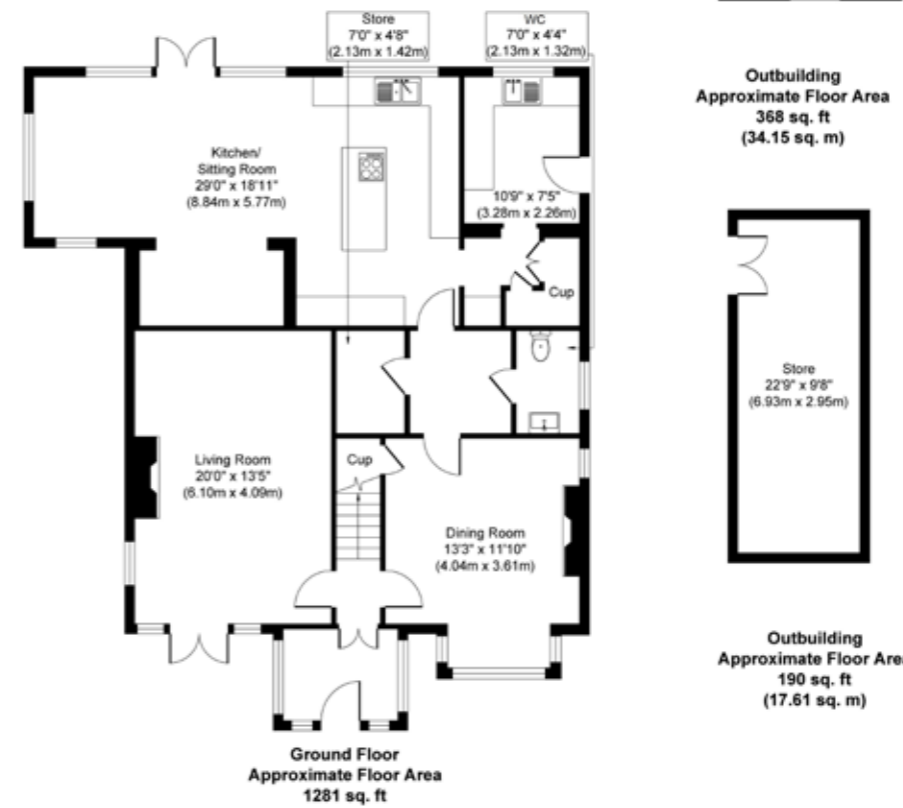 Store
7'0" x 4'8"
(2.13m x 1.42m)
WC
7'0" x 4'4"
(2.13m x 1.32m)
Kitchen/
Sitting Room
29'0" x 18'11"
(8.84m x 5.77m)
10'9" x 7'5"
(3.28m x 2.26m)
Cup
Living Room
20'0" x 13'5"
(6.10m x 4.09m)
Cup
Dining Room
13'3" x 11'10"
(4.04m x 3.61m)
Ground Floor
Approximate Floor Area
1281 sq. ft
Outbuilding
Approximate Floor Area
368 sq. ft
(34.15 sq. m)
Store
22'9" x 9'8"
(6.93m x 2.95m)
Outbuilding
Approximate Floor Are
190 sq. ft
(17.61 sq. m)